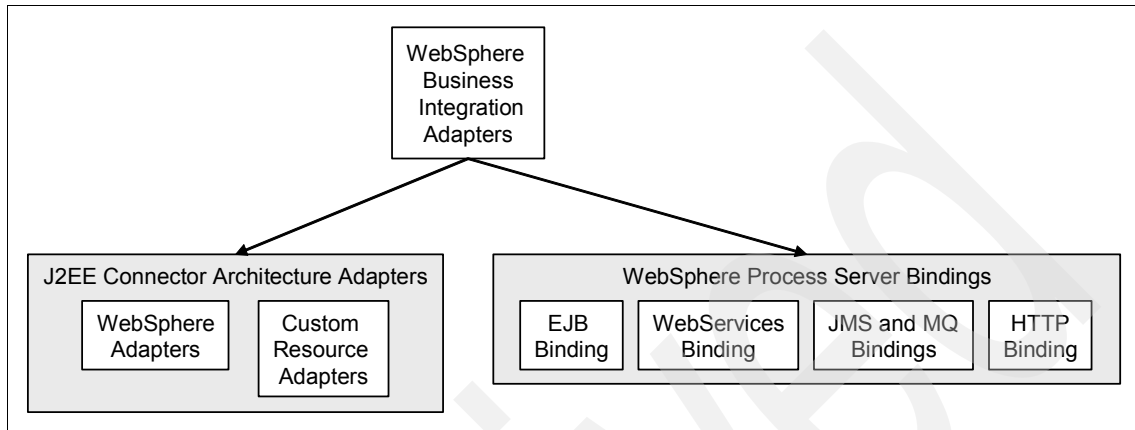 WebSphere
Business
Integration
Adapters
J2EE Connector Architecture Adapters
WebSphere
Adapters
Custom
Resource
Adapters
WebSphere Process Server Bindings
EJB
Binding
WebServices
Binding
JMS and MQ
Bindings
HTTP
Binding